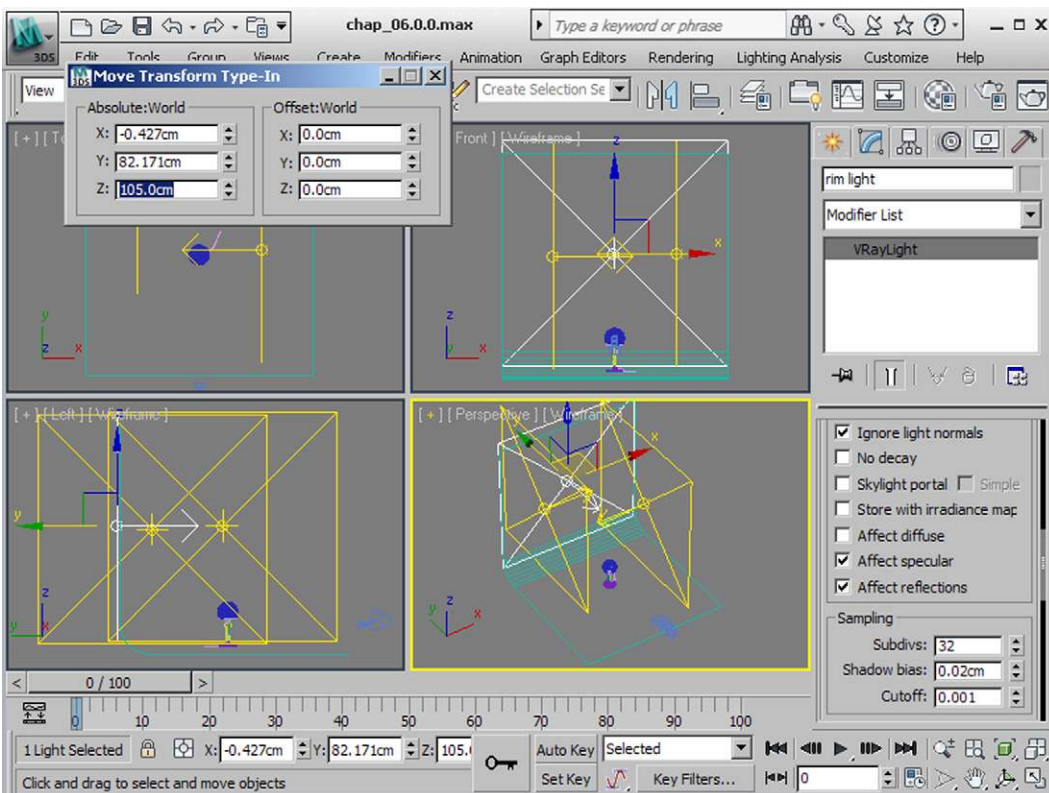 chap_06.0.0.max
Type a keyword or phrase
3DS
Edit Tools Group Views Create Modifiers Animation Graph Editors Rendering Lighting Analysis Customize Help
Move Transform Type-In
View
Create Selection Se
Absolute:World
Offset:World
X: -0.427cm
X: 0.0cm
Y: 82.171cm
Y: 0.0cm
Z: 105.0cm
Z: 0.0cm
[ + ] [ To
Front ] [ Wireframe ]
z
x
y
z x
z
y x
rim light
Modifier List
VRayLight
[ + ] [ Left ] [ Wireframe ]
y
z
y x
[ + ] [ Perspective ] [ Wireframe ]
y
x
y z x
Ignore light normals
No decay
Skylight portal Simple
Store with irradiance map
Affect diffuse
Affect specular
Affect reflections
Sampling
Subdivs: 32
Shadow bias: 0.02cm
Cutoff: 0.001
< 0 / 100 >
0 10 20 30 40 50 60 70 80 90 100
1 Light Selected X: -0.427cm Y: 82.171cm Z: 105.0 Auto Key Selected
Click and drag to select and move objects Set Key Key Filters... 0